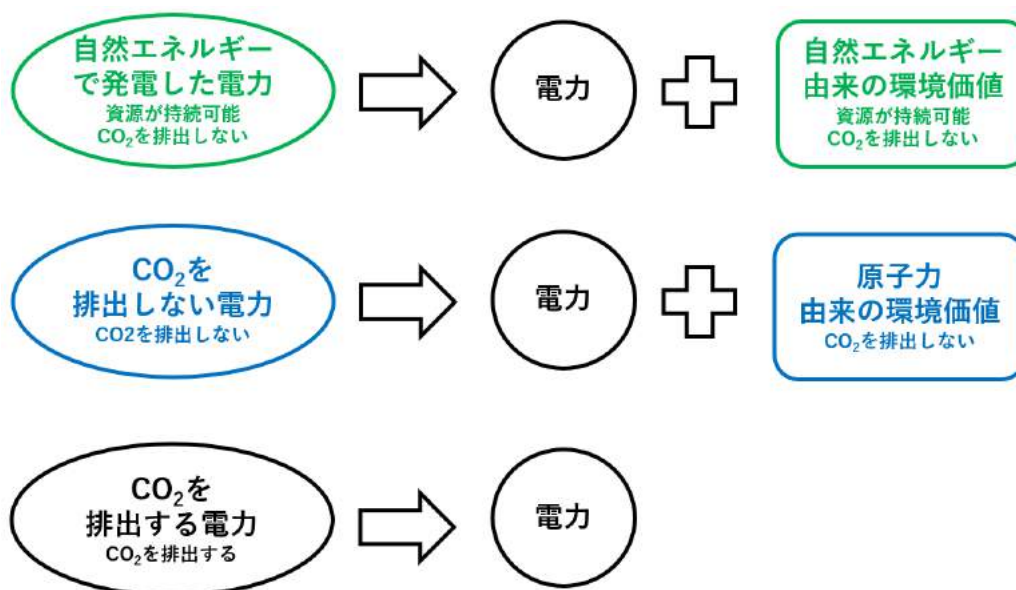 自然エネルギー
で発電した電力
資源が持続可能
CO₂を排出しない
電力
自然エネルギー
由来の環境価値
資源が持続可能
CO₂を排出しない
CO₂を
排出しない電力
CO2を排出しない
電力
原子力
由来の環境価値
CO₂を排出しない
CO₂を
排出する電力
CO₂を排出する
電力